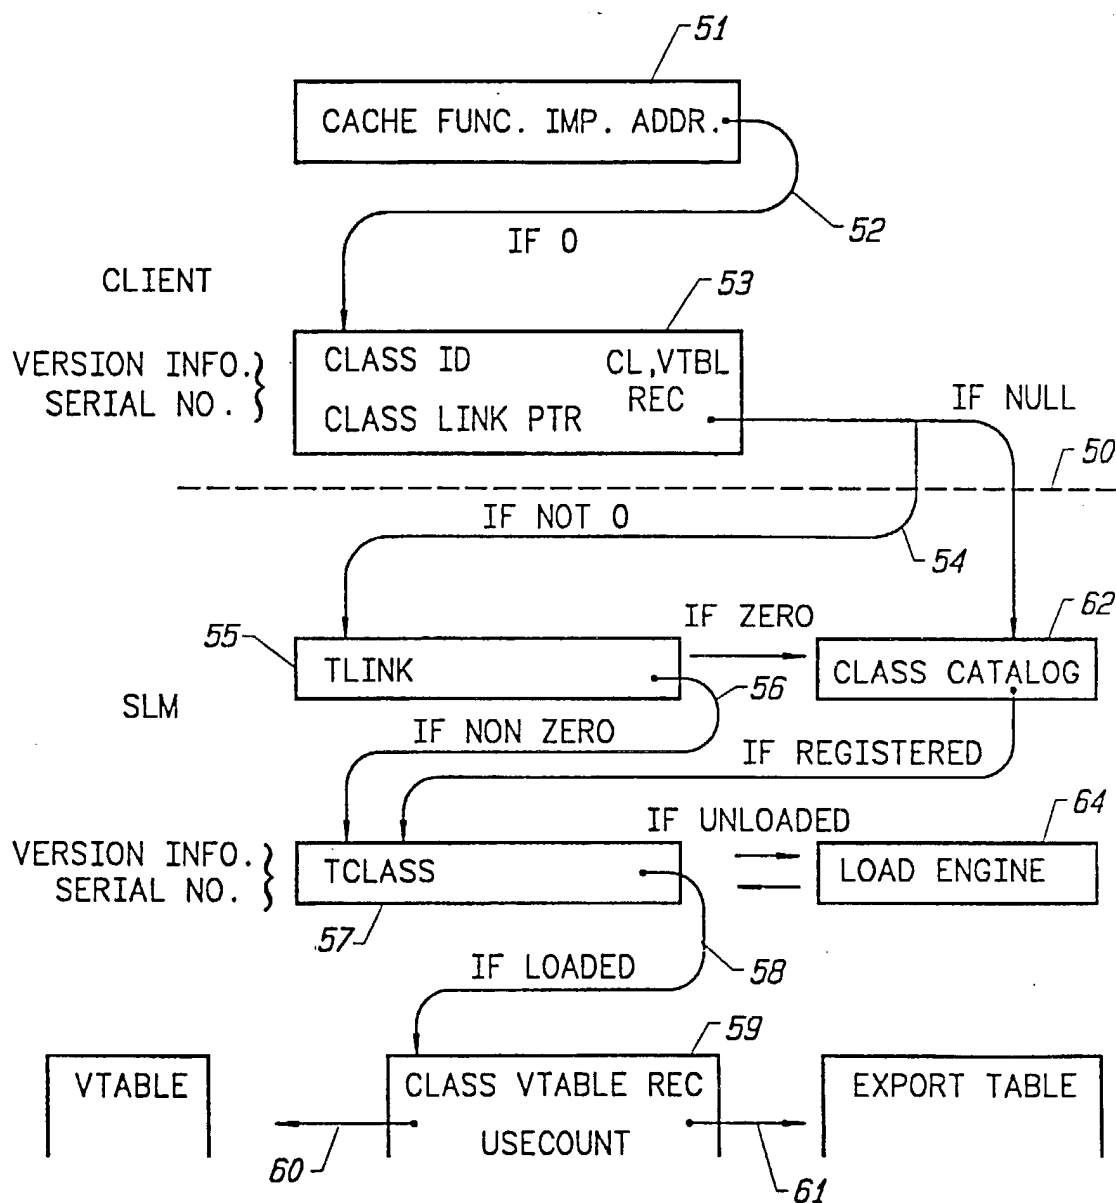 51
CACHE FUNC. IMP. ADDR.
52
IF 0
CLIENT
53
VERSION INFO.
SERIAL NO.
CLASS ID
CL,VTBL
REC
CLASS LINK PTR
IF NULL
50
IF NOT 0
54
62
IF ZERO
55
TLINK
CLASS CATALOG
56
SLM
IF NON ZERO
IF REGISTERED
64
IF UNLOADED
VERSION INFO.
SERIAL NO.
TCLASS
LOAD ENGINE
57
58
IF LOADED
59
VTABLE
CLASS VTABLE REC
EXPORT TABLE
USECOUNT
60
61